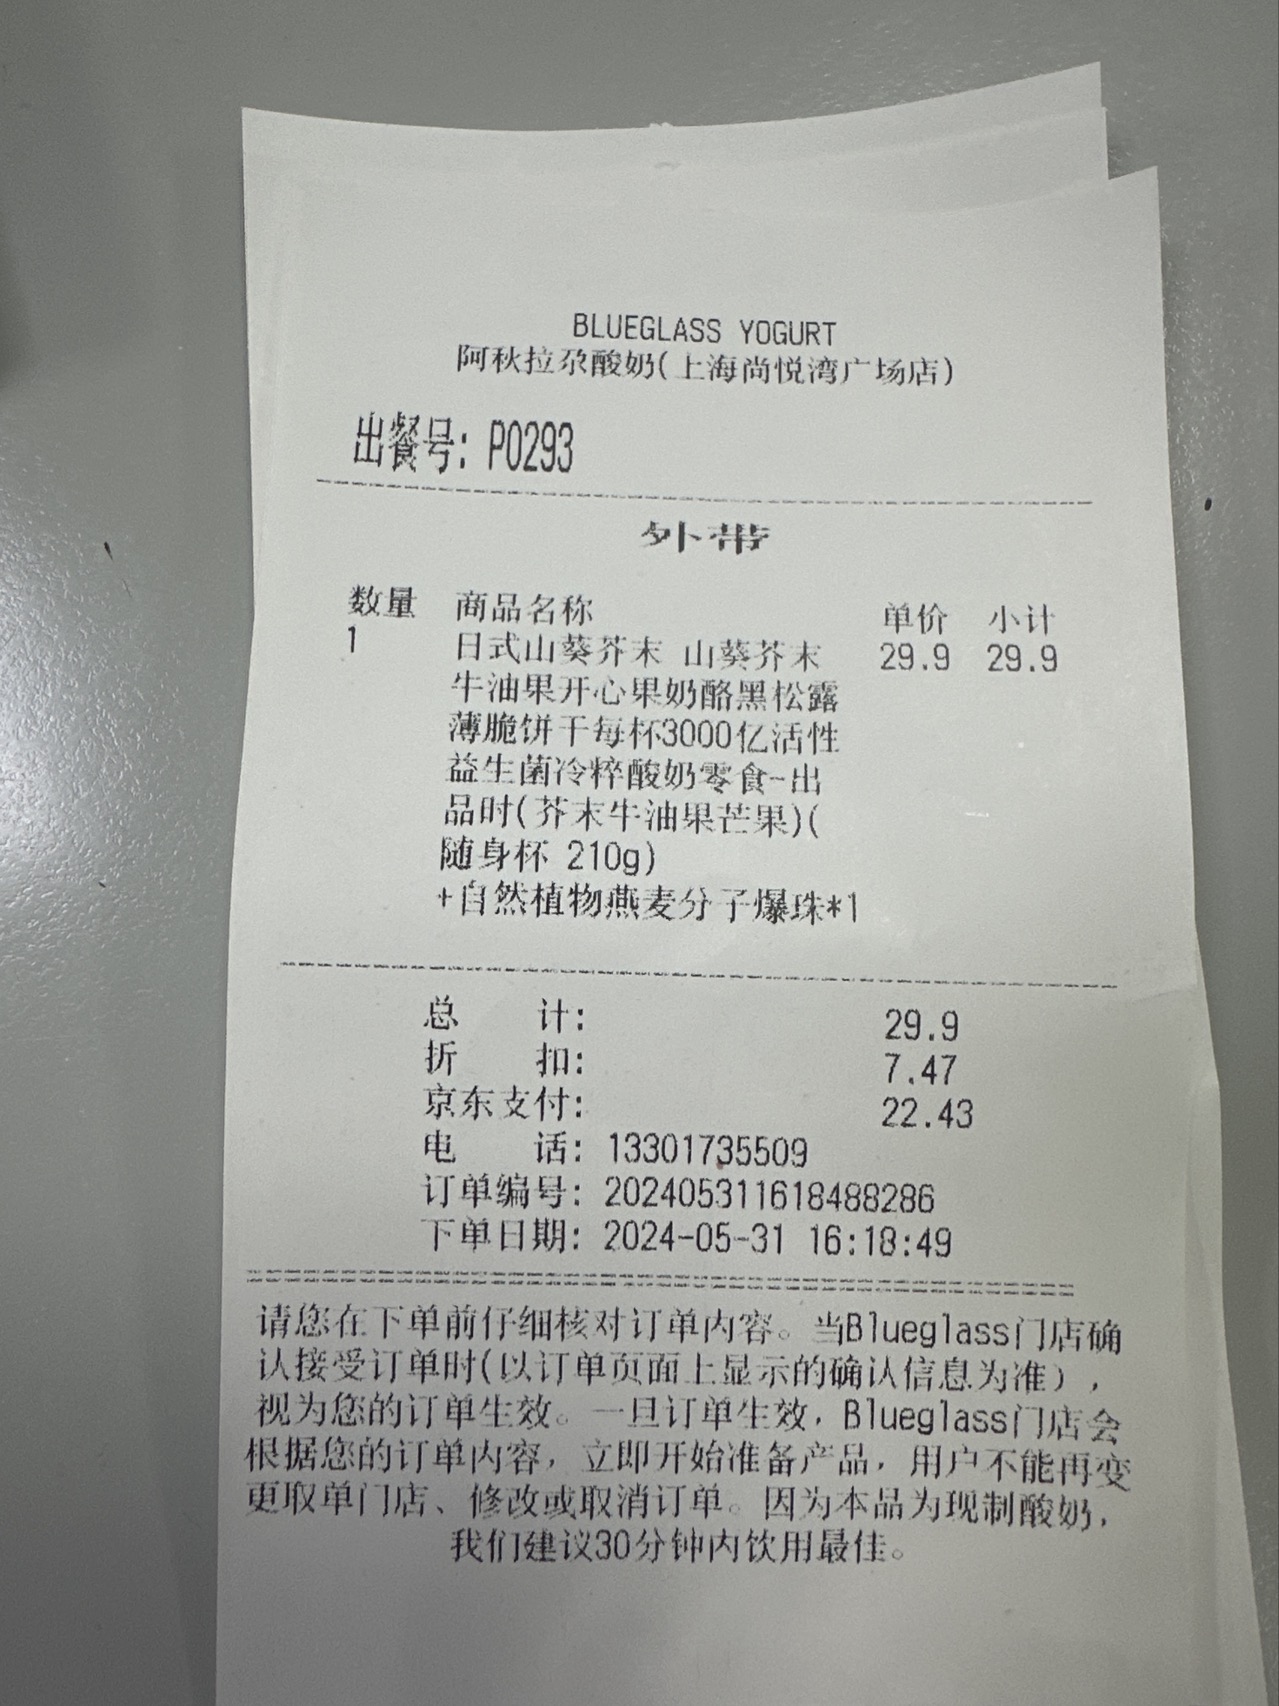 BLUEGLASS YOGURT
阿秋拉尕酸奶(上海尚悦湾广场店)
出餐号: P0293
外带
数量 商品名称 单价 小计
1 日式山葵芥末 山葵芥末 29.9 29.9
牛油果开心果奶酪黑松露
薄脆饼干每杯3000亿活性
益生菌冷粹酸奶零食-出
品时(芥末牛油果芒果)(
随身杯 210g)
+自然植物燕麦分子爆珠*1
总 计: 29.9
折 扣: 7.47
京东支付: 22.43
电 话: 13301735509
订单编号: 202405311618488286
下单日期: 2024-05-31 16:18:49
请您在下单前仔细核对订单内容。当Blueglass门店确
认接受订单时(以订单页面上显示的确认信息为准),
视为您的订单生效。一旦订单生效,Blueglass门店会
根据您的订单内容,立即开始准备产品,用户不能再变
更取单门店、修改或取消订单。因为本品为现制酸奶,
我们建议30分钟内饮用最佳。